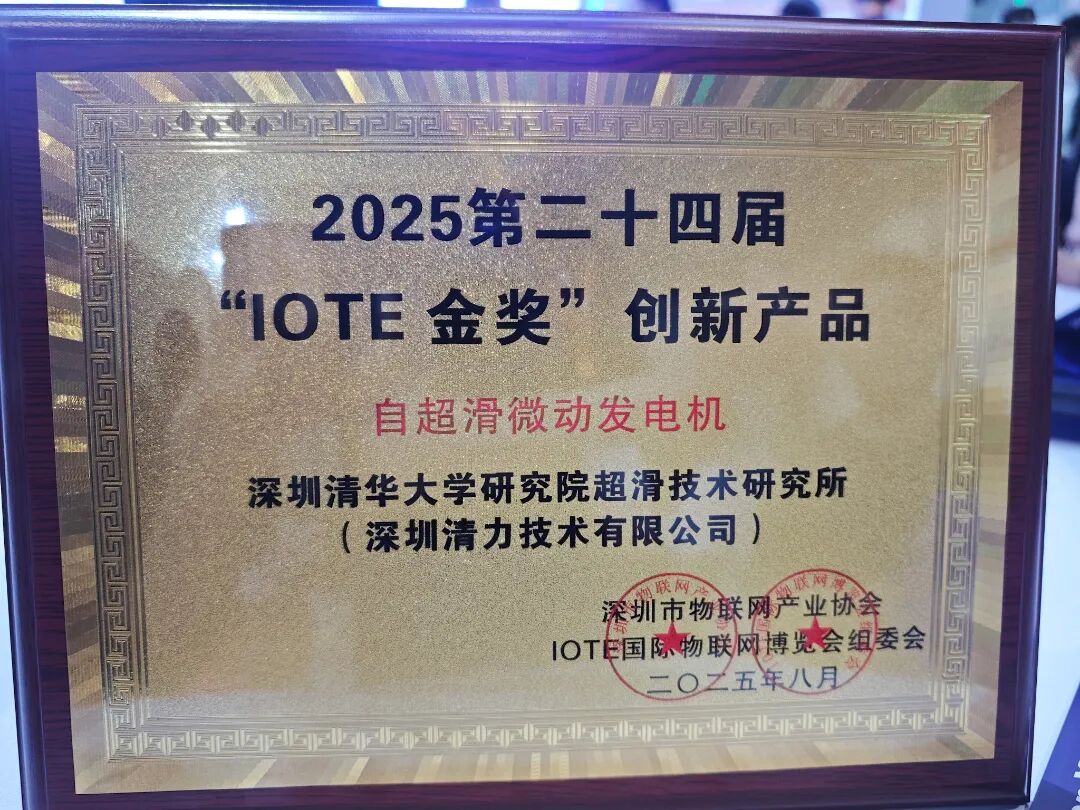 2025第二十四届
“IOTE 金奖”创新产品
自超滑微动发电机
深圳清华大学研究院超滑技术研究所
（深圳清力技术有限公司）
深圳市物联网产业协会
IOTE国际物联网博览会组委会
二〇二五年八月